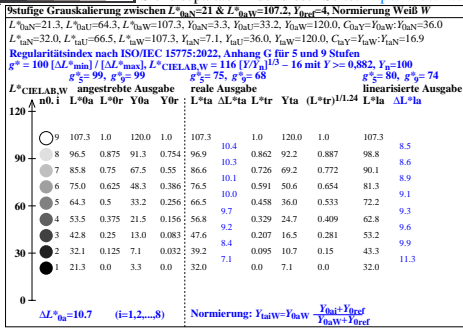 9stufige Grauskalierung zwischen L*0aN=21 & L*0aW=107.2, Y0ref=4, Normierung Weiß W
L*0aN=21.3, L*0aU=64.3, L*0aW=107.3, Y0aN=3.3, Y0aU=33.2, Y0aW=120.0, C0aY=Y0aW:Y0aN=36.0
L*taN=32.0, L*taU=66.5, L*taW=107.3, YtaN=7.1, YtaU=36.0, YtaW=120.0, CtaY=YtaW:YtaN=16.9
Regularitätsindex nach ISO/IEC 15775:2022, Anhang G für 5 und 9 Stufen
g* = 100 [ΔL*min] / [ΔL*max], L*CIELAB,W = 116 [Y/Yn]1/3 − 16 mit Y >= 0,882, Yn=100
g*5= 99, g*9= 99 g*5= 75, g*9= 68 g*5= 80, g*9= 74
L*CIELAB,W angestrebte Ausgabe reale Ausgabe linearisierte Ausgabe
n0. i L*0a L*0r Y0a Y0r L*ta ΔL*ta L*tr Yta (L*tr)1/1.24 L*la ΔL*la
120
9 107.3 1.0 120.0 1.0 107.3 1.0 120.0 1.0 107.3
10.4 8.5
8 96.5 0.875 91.3 0.754 96.9 0.862 92.2 0.887 98.8
10.3 8.6
90
7 85.8 0.75 67.5 0.55 86.6 0.726 69.2 0.772 90.1
10.1 8.9
6 75.0 0.625 48.3 0.386 76.5 0.591 50.6 0.654 81.3
10.0 9.1
60
5 64.3 0.5 33.2 0.256 66.5 0.458 36.0 0.533 72.2
9.7 9.3
4 53.5 0.375 21.5 0.156 56.8 0.329 24.7 0.409 62.8
9.2 9.6
3 42.8 0.25 13.0 0.083 47.6 0.207 16.5 0.281 53.2
8.4 9.9
30
2 32.1 0.125 7.1 0.032 39.2 0.095 10.7 0.15 43.3
7.1 11.3
1 21.3 0.0 3.3 0.0 32.0 0.0 7.1 0.0 32.0
0
ΔL*0a=10.7 (i=1,2,...,8) Normierung: YtaiW=Y0aW Y0ai+Y0ref
Y0aW+Y0ref